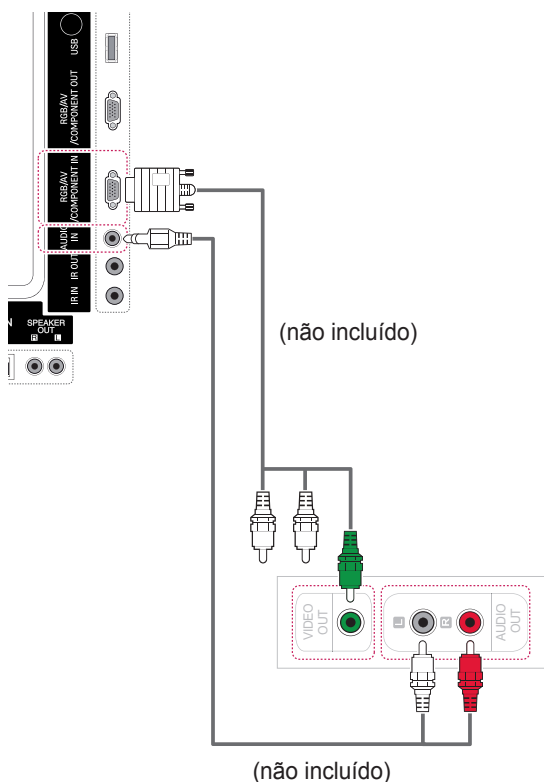 USB
RGB/AV
/COMPONENT OUT
RGB/AV
/COMPONENT IN
AUDIO
IN
IR OUT
IR IN
SPEAKER
OUT
R L
(não incluído)
VIDEO
OUT
L R
AUDIO
OUT
(não incluído)